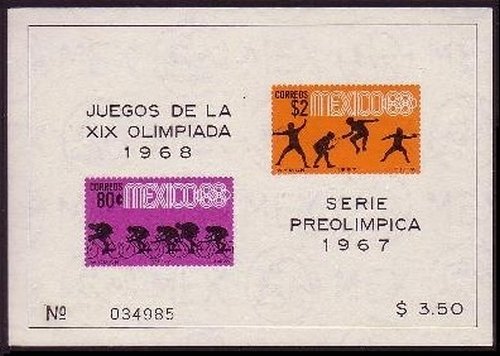 JUEGOS DE LA
XIX OLIMPIADA
1968
CORREOS
$2
MEXICO68
1967
CORREOS
80¢
MEXICO68
SERIE
PREOLIMPICA
1967
Nº 034985
$ 3.50